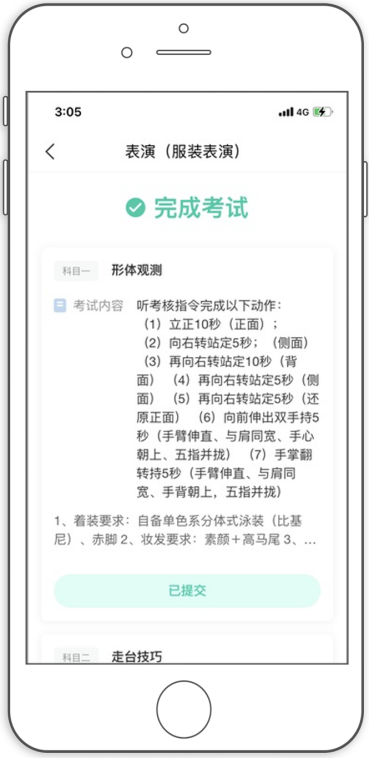 3:05
4G
表演（服装表演）
完成考试
科目一 形体观测
考试内容 听考核指令完成以下动作：
（1）立正10秒（正面）；
（2）向右转站定5秒；（侧面）
（3）再向右转站定10秒（背
面）（4）再向右转站定5秒（侧
面）（5）再向右转站定5秒（还
原正面）（6）向前伸出双手持5
秒（手臂伸直、与肩同宽、手心
朝上、五指并拢）（7）手掌翻
转持5秒（手臂伸直、与肩同
宽、手背朝上，五指并拢）
1、着装要求：自备单色系分体式泳装（比基
尼）、赤脚 2、妆发要求：素颜＋高马尾 3、...
已提交
科目二 走台技巧